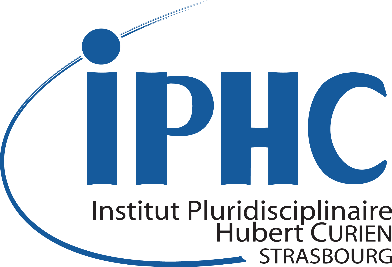 iPHC
Institut Pluridisciplinaire
Hubert CURIEN
STRASBOURG